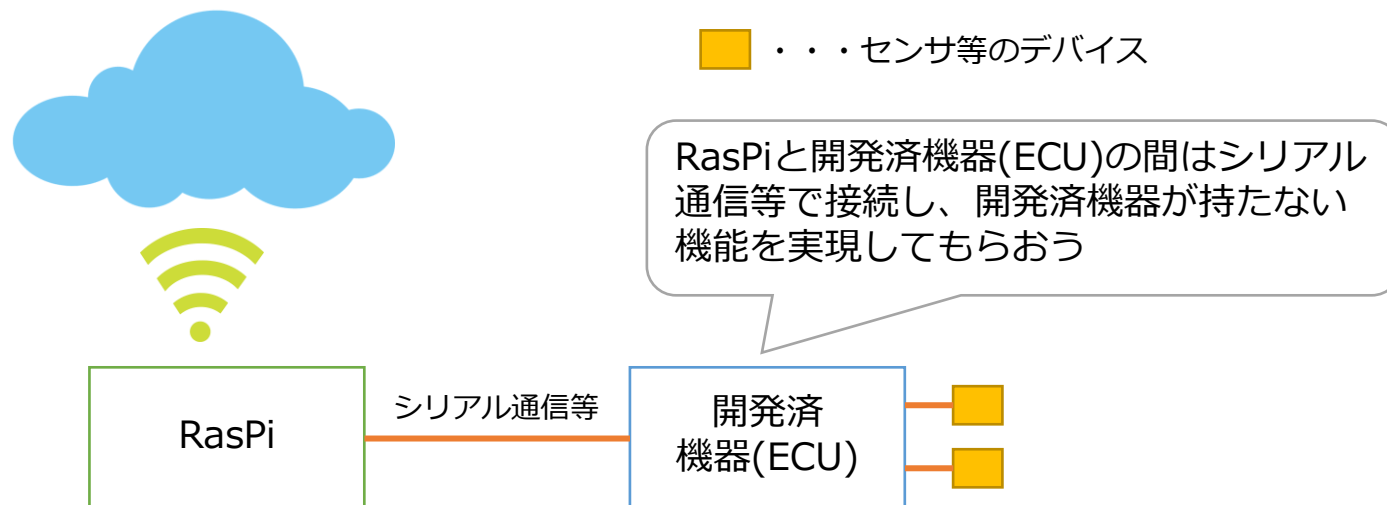 ・・・センサ等のデバイス
RasPiと開発済機器(ECU)の間はシリアル
通信等で接続し、開発済機器が持たない
機能を実現してもらおう
シリアル通信等
RasPi
開発済
機器(ECU)